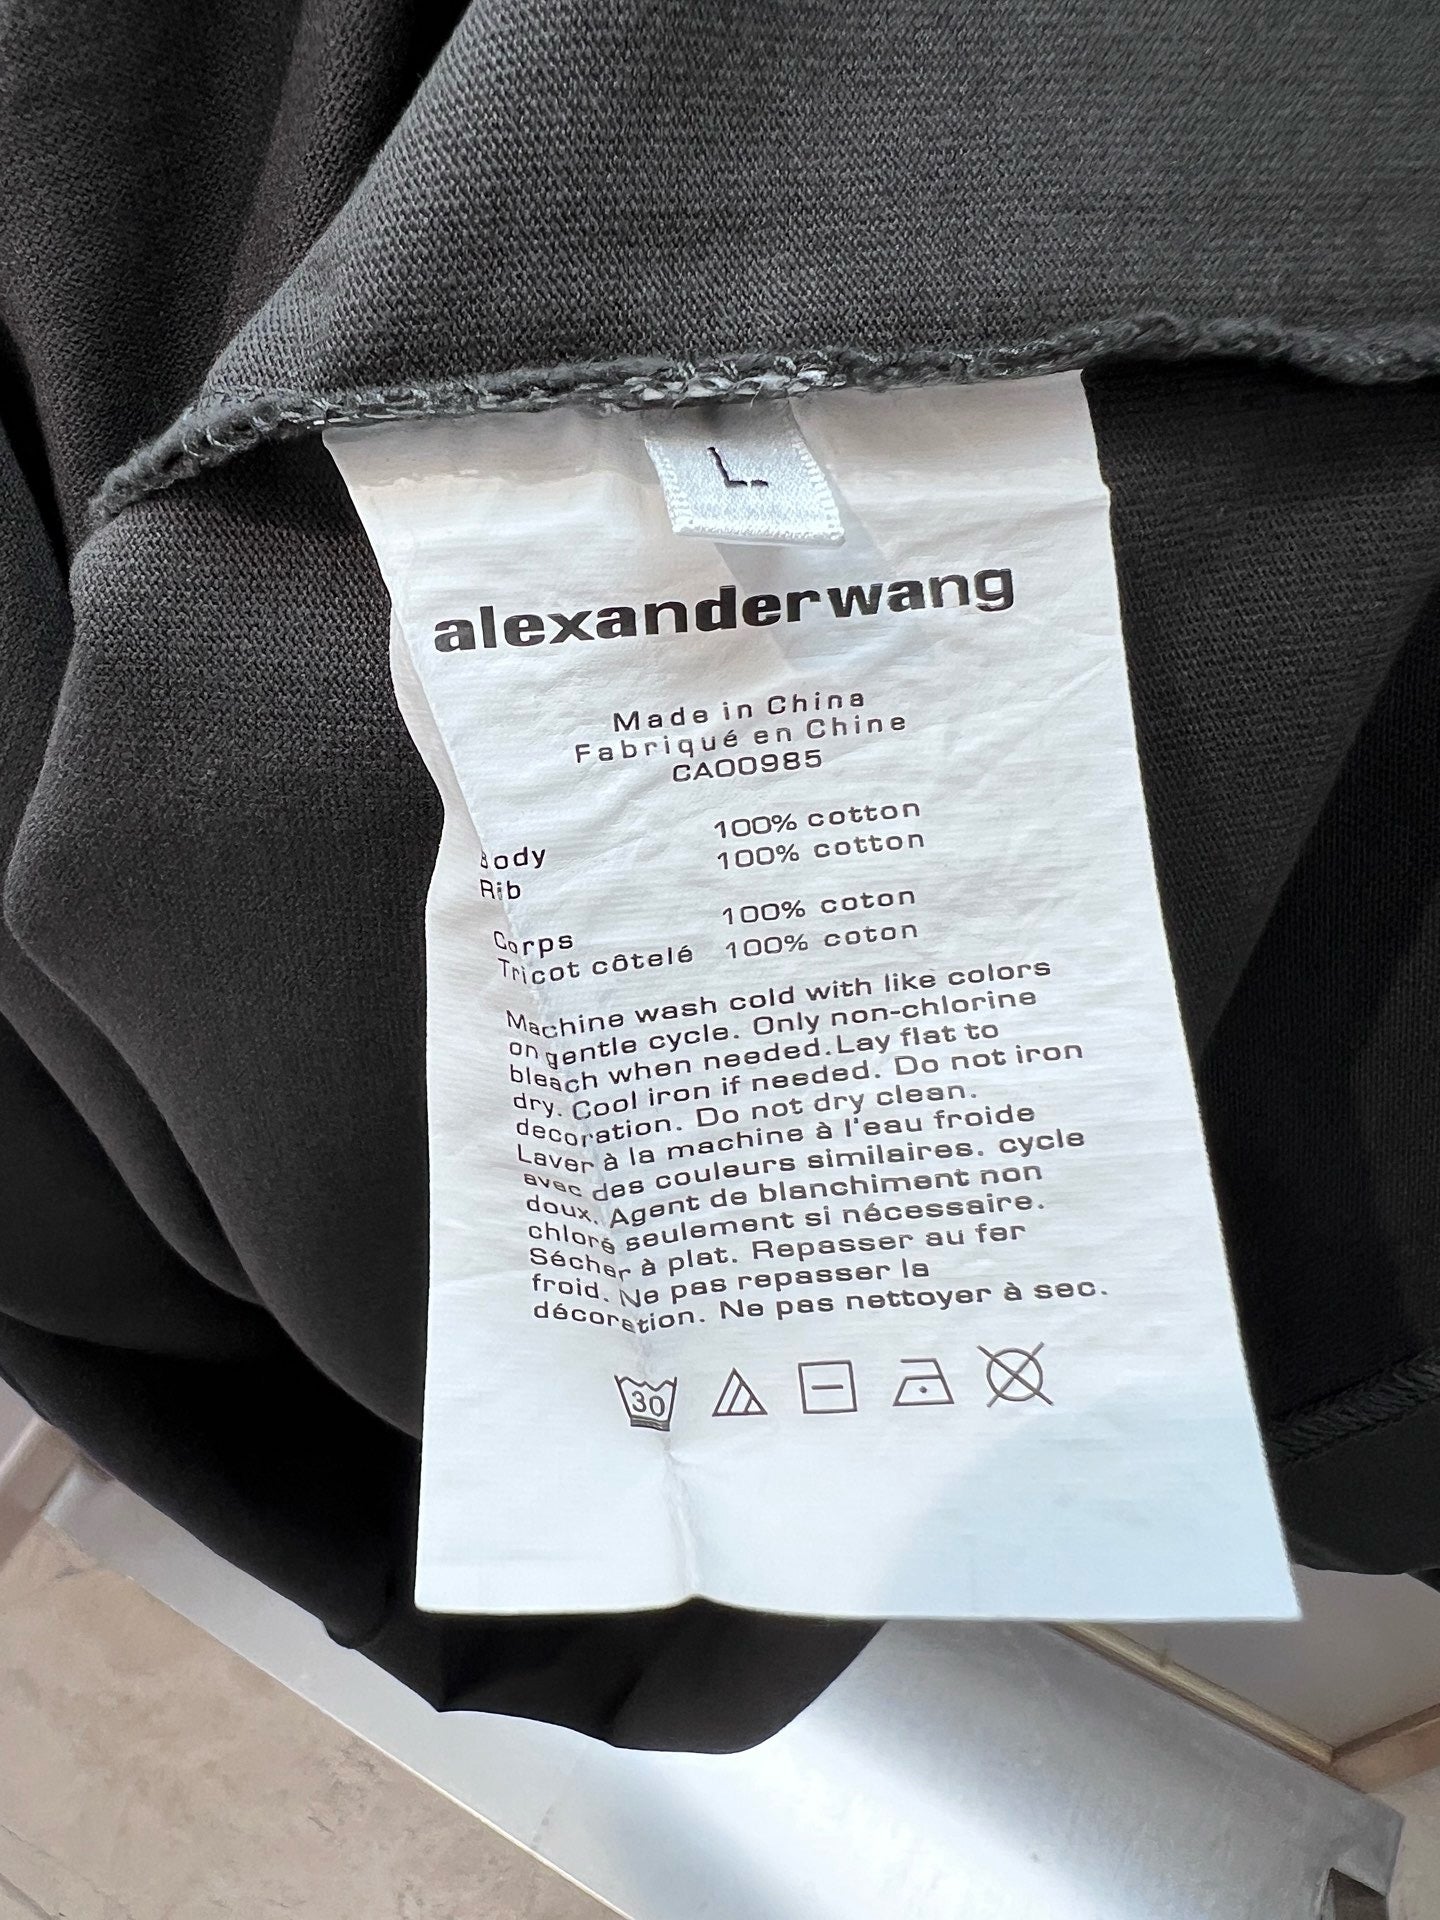 L.
alexanderwang
Made in China
Fabriqué en Chine
CA00985
100% cotton
Body 100% cotton
Rib
100% coton
Corps 100% coton
Tricot côtelé
Machine wash cold with like colors
on gentle cycle. Only non-chlorine
bleach when needed. Lay flat to
dry. Cool iron if needed. Do not iron
decoration. Do not dry clean.
Laver à la machine à l'eau froide
avec des couleurs similaires. cycle
doux. Agent de blanchiment non
chloré seulement si nécessaire.
Sécher à plat. Repasser au fer
froid. Ne pas repasser la
décoration. Ne pas nettoyer à sec.
30